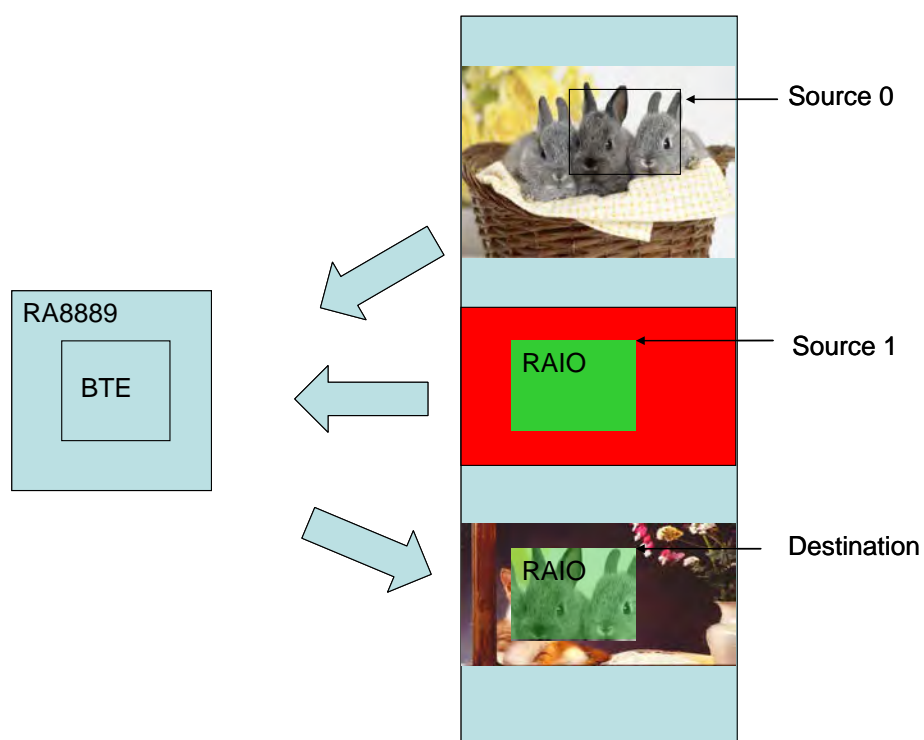 Source 0
RA8889
BTE
RAIO
Source 1
RAIO
Destination